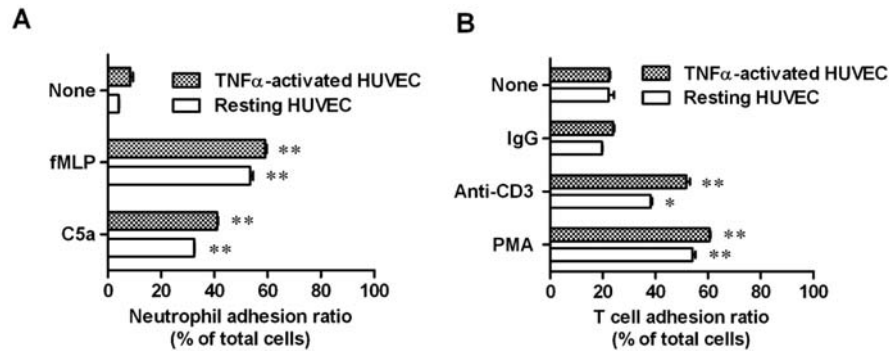 A
TNFα-activated HUVEC
Resting HUVEC
None
fMLP
**
**
C5a
**
**
0 20 40 60 80 100
Neutrophil adhesion ratio
(% of total cells)
B
TNFα-activated HUVEC
Resting HUVEC
None
IgG
Anti-CD3
**
*
PMA
**
**
0 20 40 60 80 100
T cell adhesion ratio
(% of total cells)